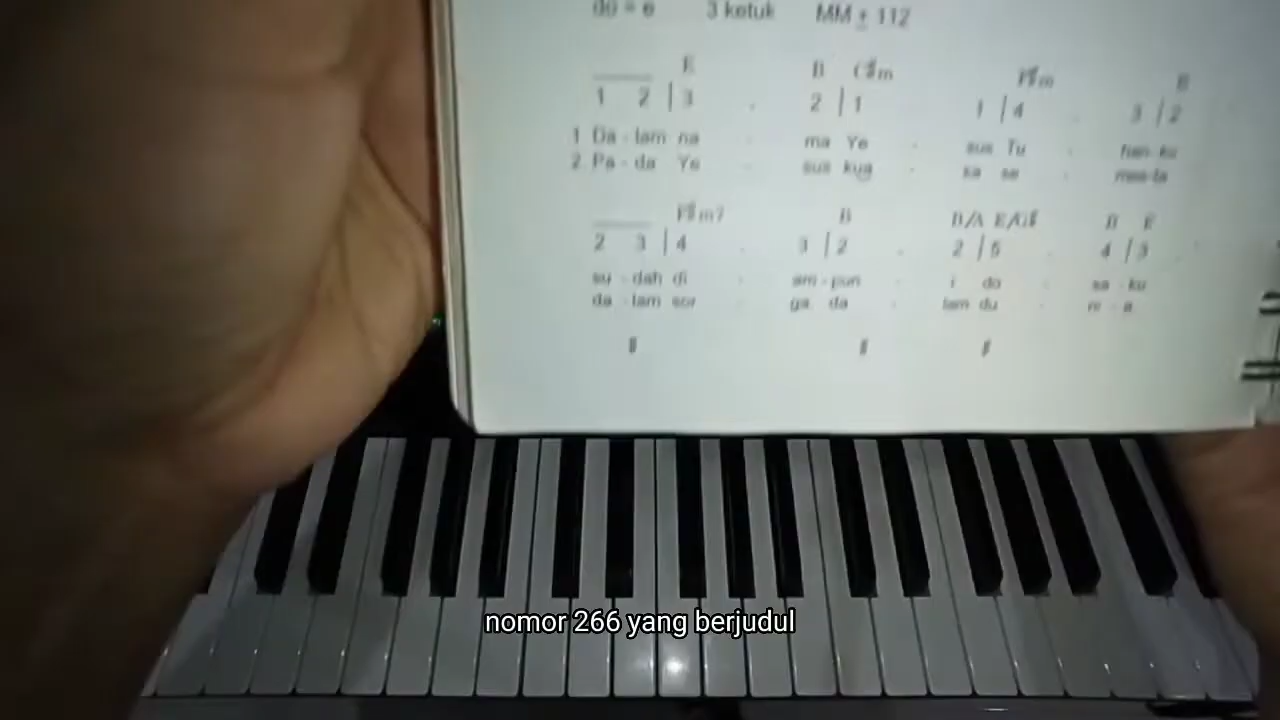 do = e 3 ketuk MM ± 112
E B C#m F#m E
1 2 | 3 . 2 | 1 . 1 | 4 . 3 | 2
1 Da - lam na - ma Ye - sus Tu - han-ku
2 Pa - da Ye - sus kua - sa se - mes-ta
F#m7 B B/A E/G# B E
2 3 | 4 . 3 | 2 . 2 | 5 . 4 | 3 .
su - dah di - am - pun - i do - sa - ku
da - lam sor - ga da - lam du - ni - a
nomor 266 yang berjudul